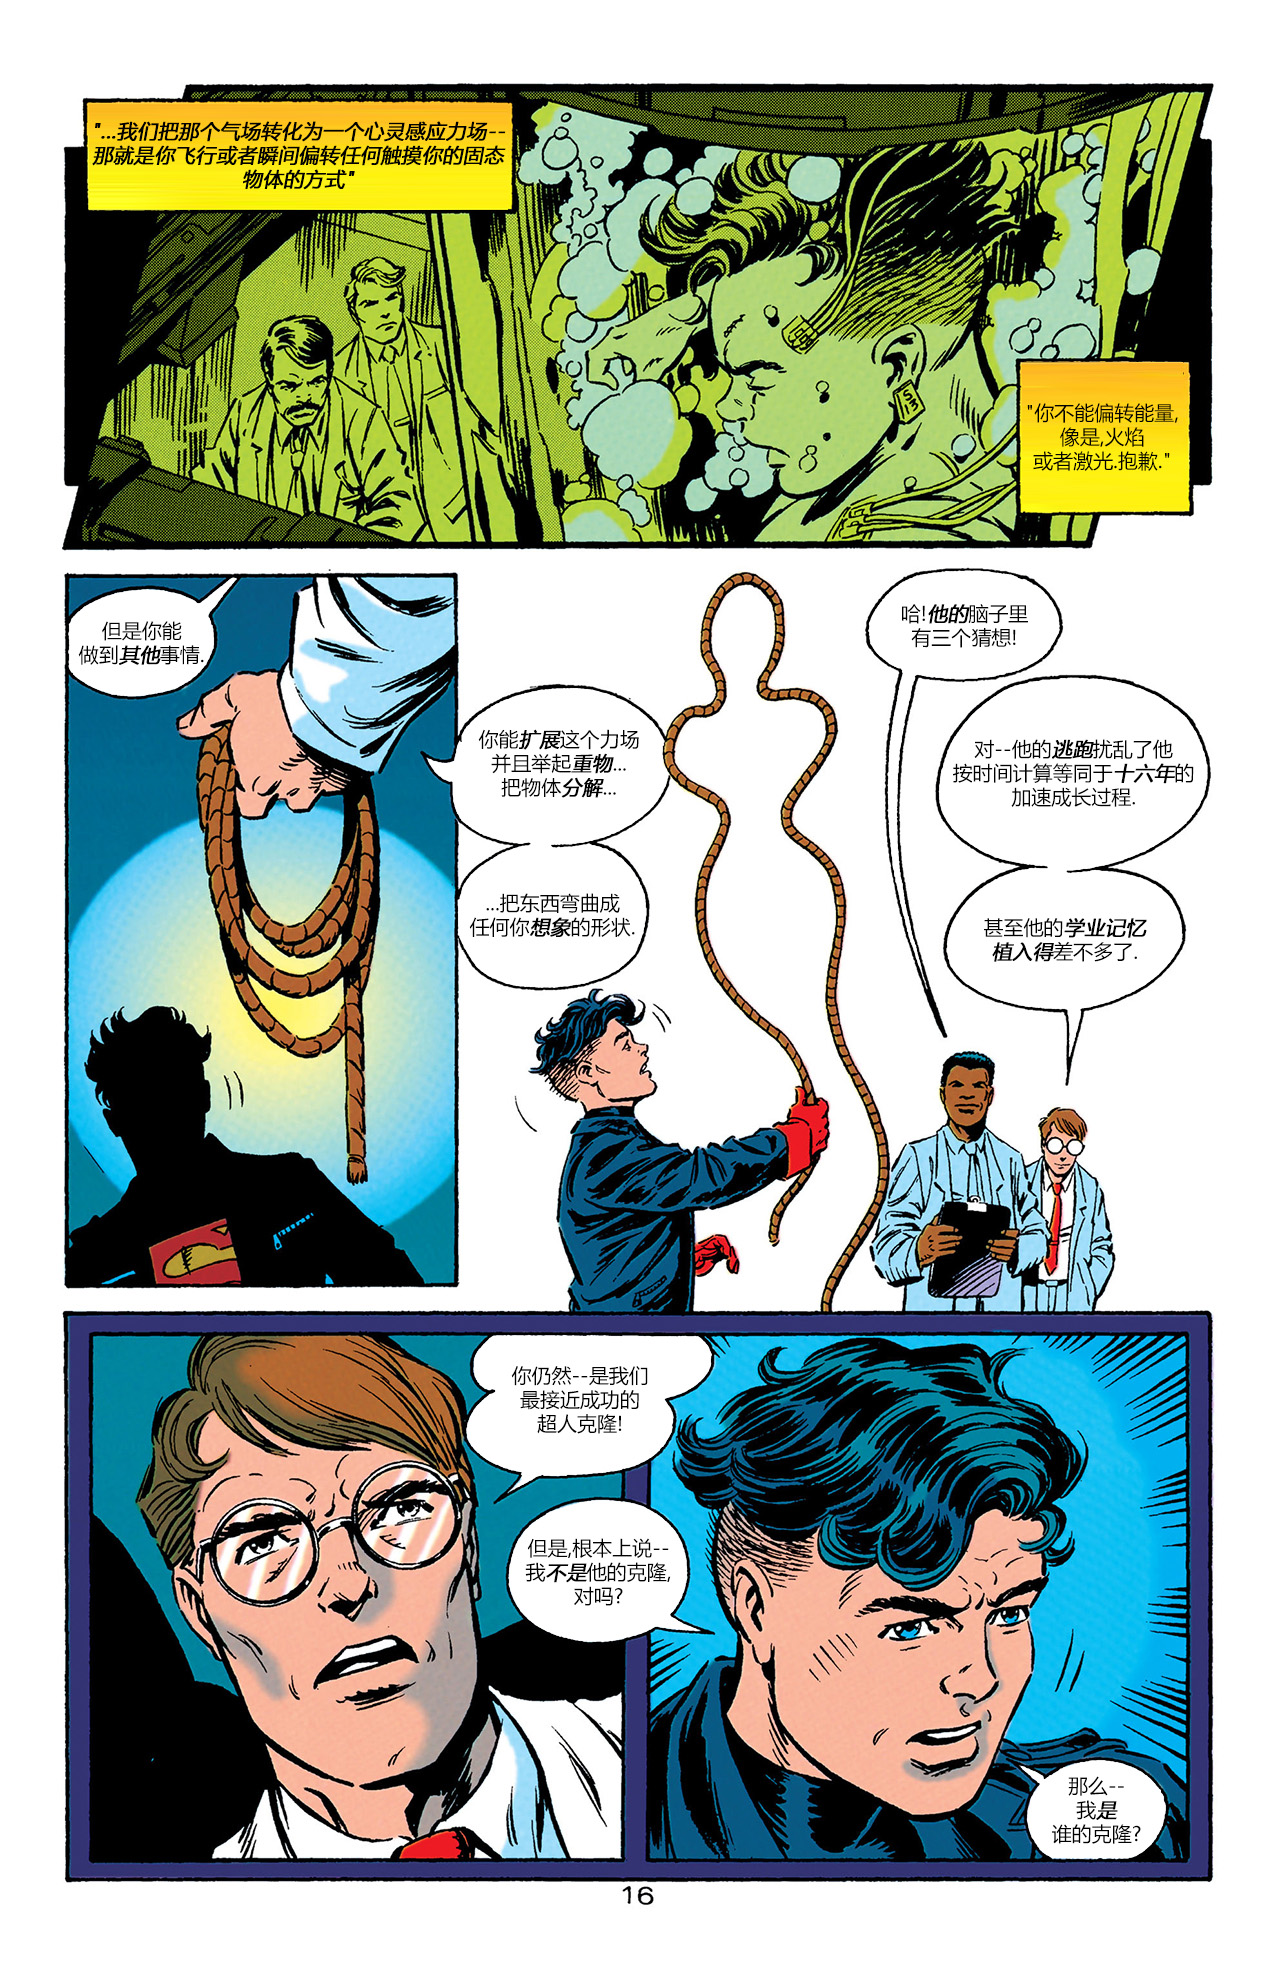 "...我们把那个气场转化为一个心灵感应力场--
那就是你飞行或者瞬间偏转任何触摸你的固态
物体的方式"
"你不能偏转能量,
像是,火焰
或者激光.抱歉."
但是你能
做到其他事情.
你能扩展这个力场
并且举起重物...
把物体分解...
...把东西弯曲成
任何你想象的形状.
哈!他的脑子里
有三个猜想!
对--他的逃跑扰乱了他
按时间计算等同于十六年的
加速成长过程.
甚至他的学业记忆
植入得差不多了.
你仍然--是我们
最接近成功的
超人克隆!
但是,根本上说--
我不是他的克隆,
对吗?
那么--
我是
谁的克隆?
16